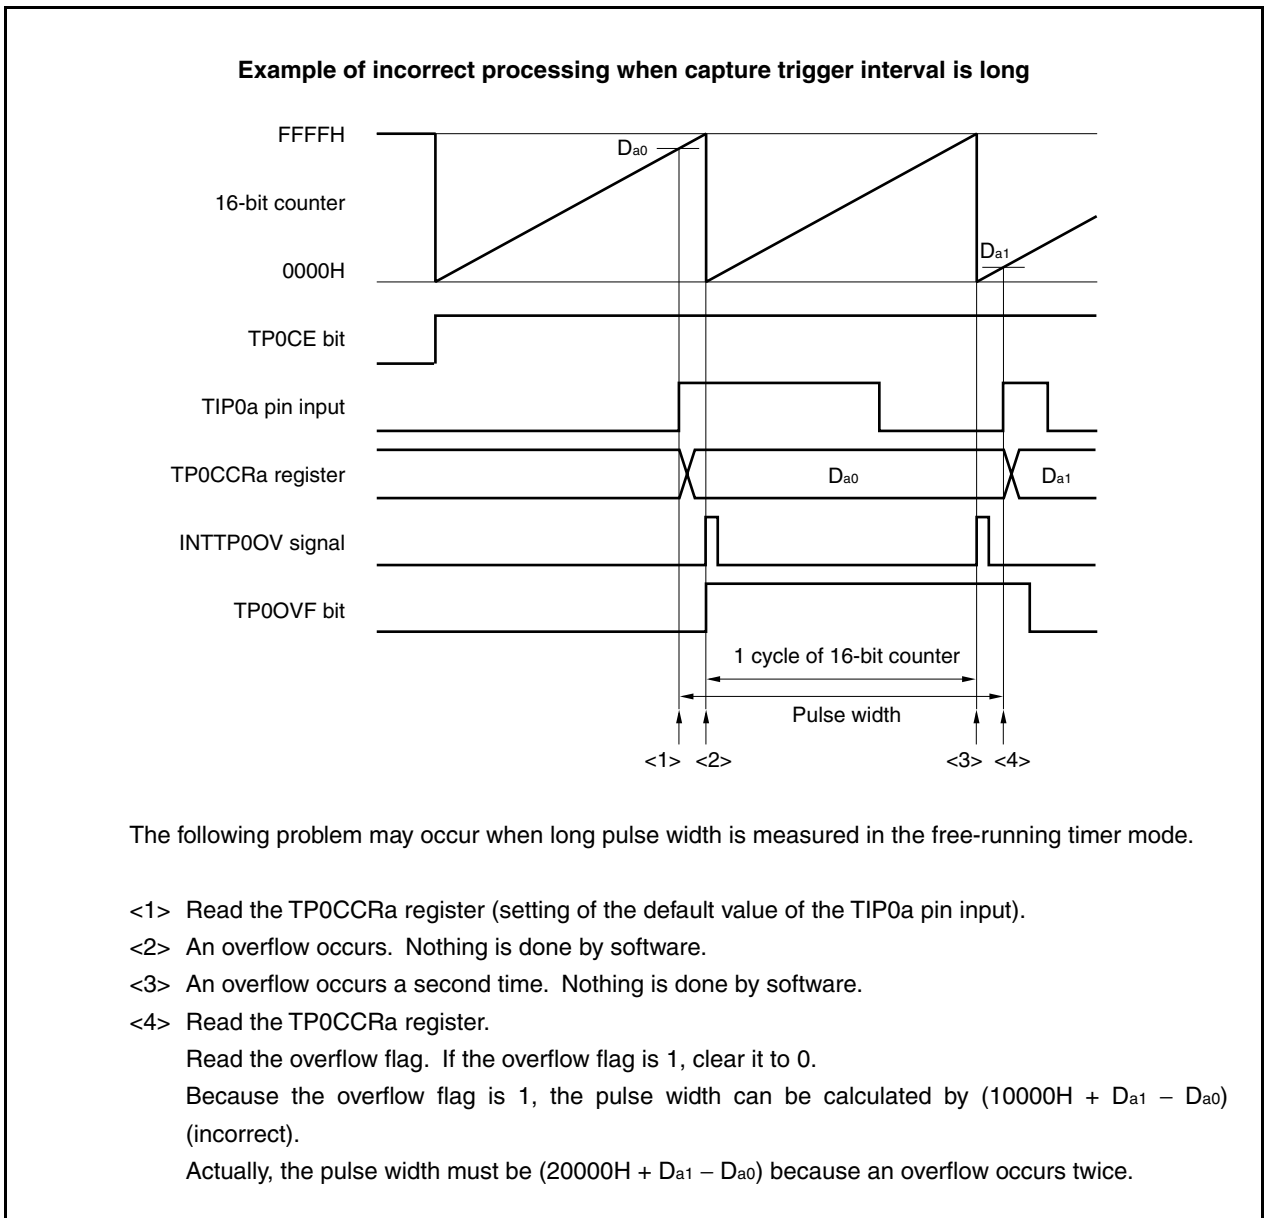 Example of incorrect processing when capture trigger interval is long
FFFFH
Da0
16-bit counter
Da1
0000H
TP0CE bit
TIP0a pin input
TP0CCRa register
Da0
Da1
INTTP0OV signal
TP0OVF bit
1 cycle of 16-bit counter
Pulse width
<1> <2> <3> <4>
The following problem may occur when long pulse width is measured in the free-running timer mode.
<1> Read the TP0CCRa register (setting of the default value of the TIP0a pin input).
<2> An overflow occurs. Nothing is done by software.
<3> An overflow occurs a second time. Nothing is done by software.
<4> Read the TP0CCRa register.
Read the overflow flag. If the overflow flag is 1, clear it to 0.
Because the overflow flag is 1, the pulse width can be calculated by (10000H + Da1 − Da0)
(incorrect).
Actually, the pulse width must be (20000H + Da1 − Da0) because an overflow occurs twice.